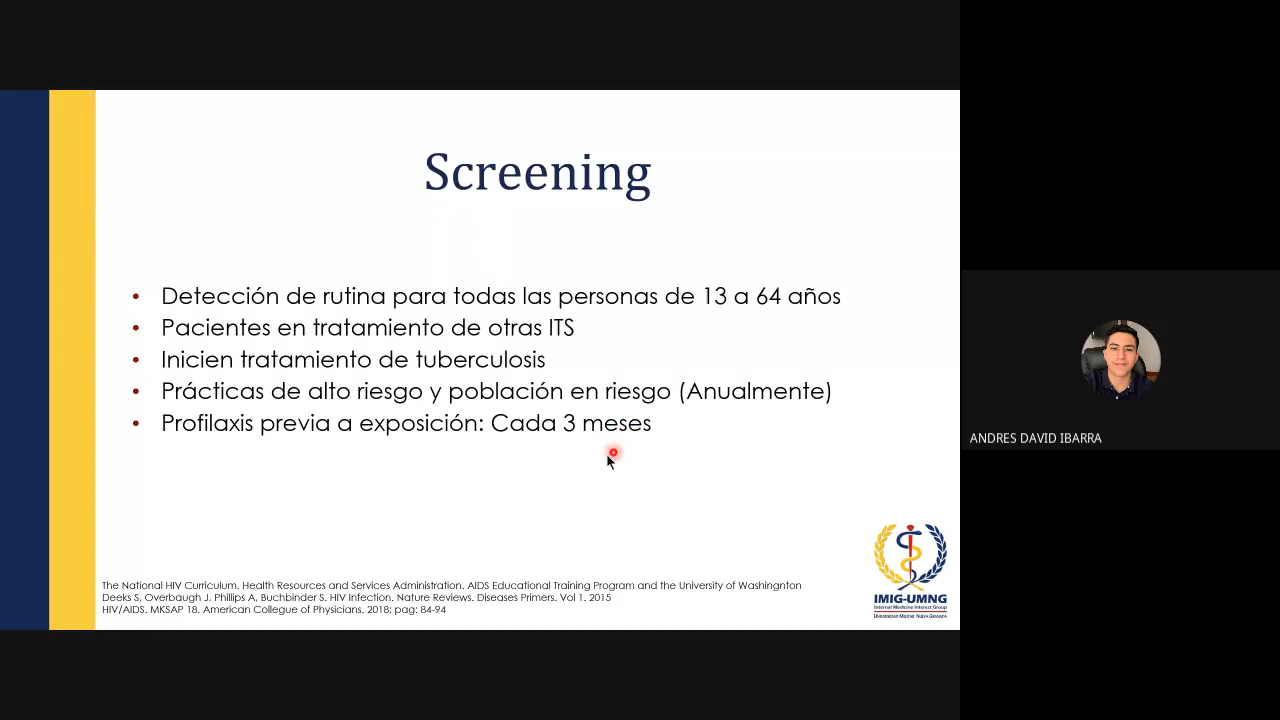 Screening
• Detección de rutina para todas las personas de 13 a 64 años
• Pacientes en tratamiento de otras ITS
• Inicien tratamiento de tuberculosis
• Prácticas de alto riesgo y población en riesgo (Anualmente)
• Profilaxis previa a exposición: Cada 3 meses
The National HIV Curriculum. Health Resources and Services Administration. AIDS Educational Training Program and the University of Washingnton
Deeks S, Overbaugh J, Phillips A, Buchbinder S. HIV Infection. Nature Reviews. Diseases Primers. Vol 1. 2015
HIV/AIDS. MKSAP 18. American Collegue of Physicians. 2018; pag: 84-94
IMIG-UMNG
Internal Medicine Interest Group
Universidad Militar Nueva Granada
ANDRES DAVID IBARRA